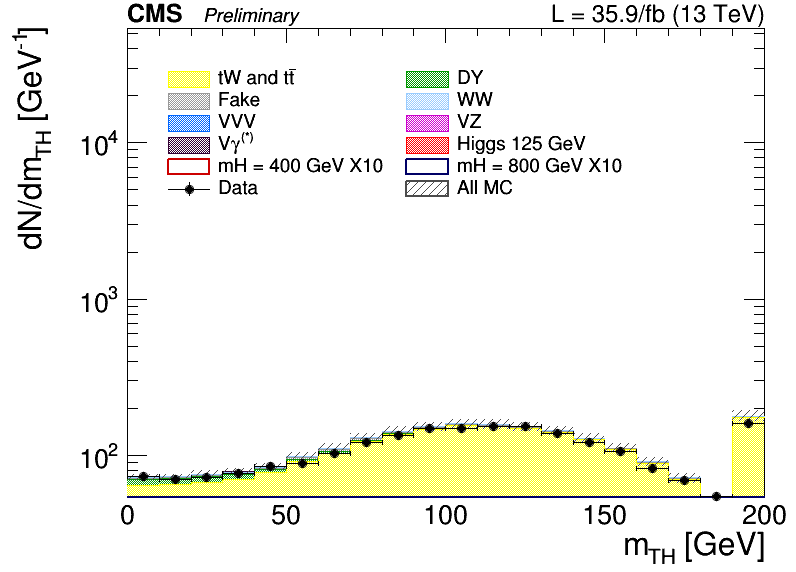 CMS Preliminary L = 35.9/fb (13 TeV)
dN/dm_TH [GeV^-1]
tW and tt̄ DY
Fake WW
VVV VZ
Vγ^(*) Higgs 125 GeV
mH = 400 GeV X10 mH = 800 GeV X10
Data All MC
10^4
10^3
10^2
0 50 100 150 200
m_TH [GeV]